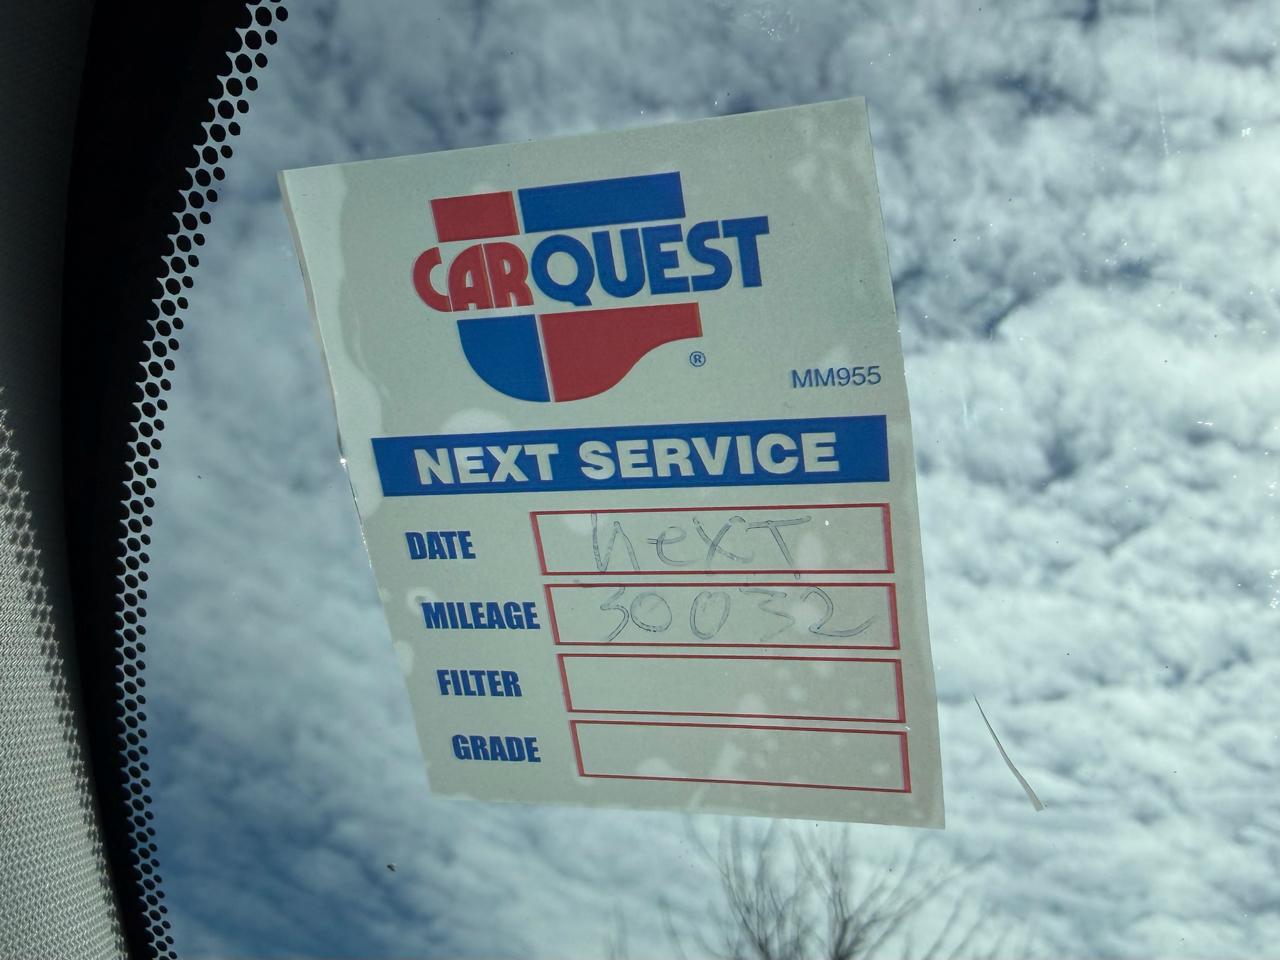 CARQUEST
®
MM955
NEXT SERVICE
DATE next
MILEAGE 30032
FILTER
GRADE